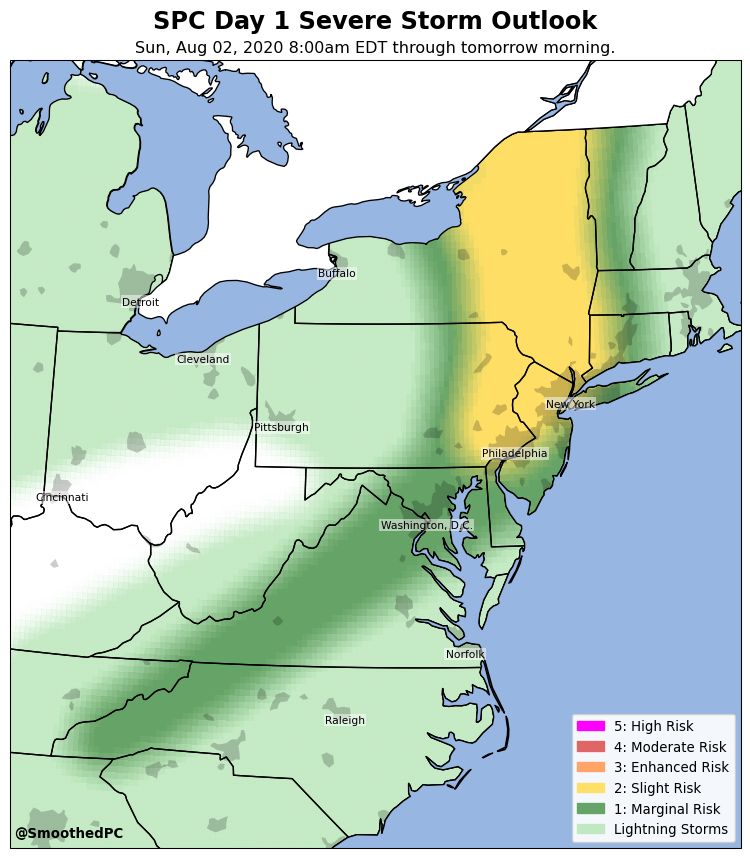 SPC Day 1 Severe Storm Outlook
Sun, Aug 02, 2020 8:00am EDT through tomorrow morning.
Buffalo
Detroit
Cleveland
New York
Pittsburgh
Philadelphia
Cincinnati
Washington, D.C.
Norfolk
Raleigh
5: High Risk
4: Moderate Risk
3: Enhanced Risk
2: Slight Risk
1: Marginal Risk
Lightning Storms
@SmoothedPC